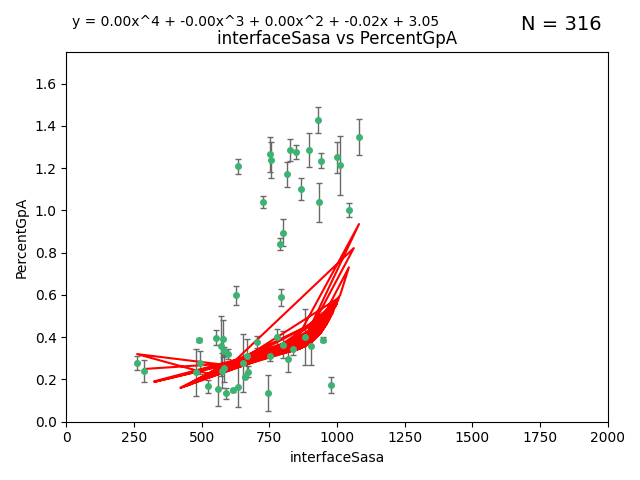 y = 0.00x^4 + -0.00x^3 + 0.00x^2 + -0.02x + 3.05
N = 316
interfaceSasa vs PercentGpA
PercentGpA
1.6
1.4
1.2
1.0
0.8
0.6
0.4
0.2
0.0
0 250 500 750 1000 1250 1500 1750 2000
interfaceSasa